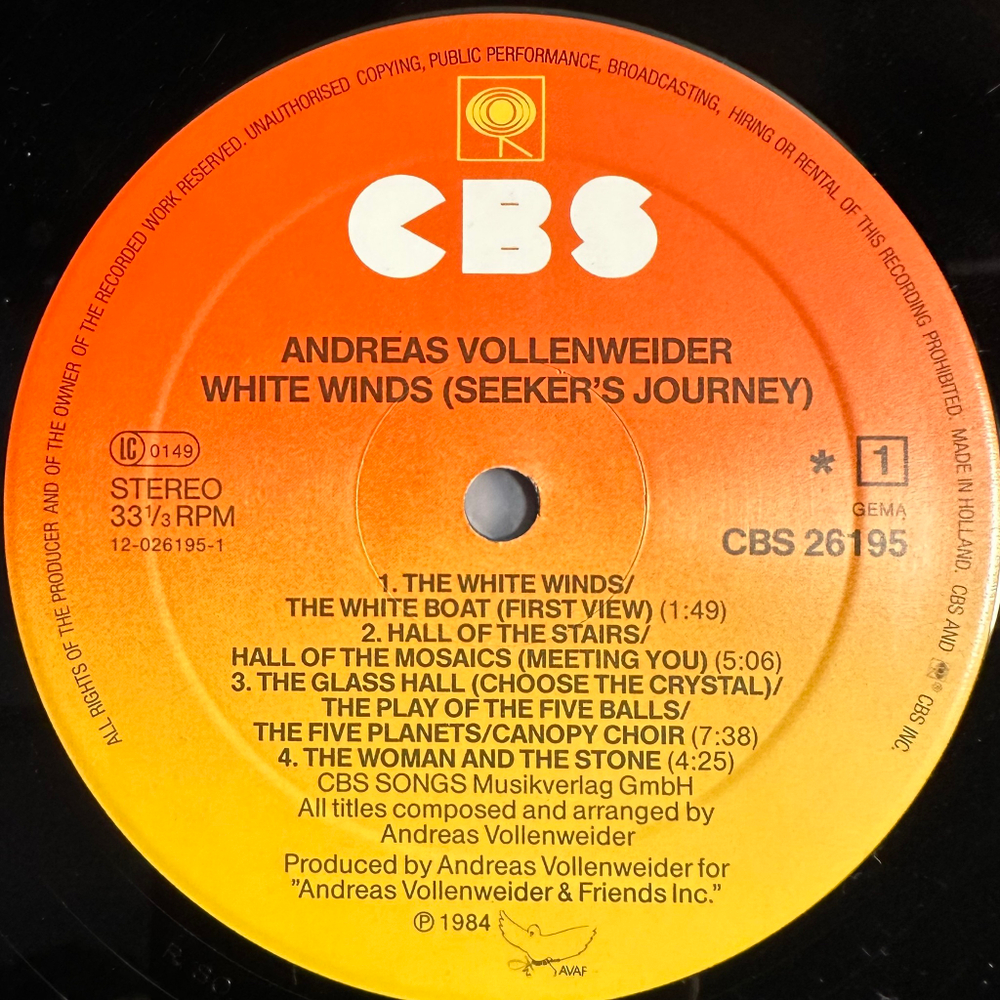 ALL RIGHTS OF THE PRODUCER AND OF THE OWNER OF THE RECORDED WORK RESERVED. UNAUTHORISED COPYING, PUBLIC PERFORMANCE, BROADCASTING, HIRING OR RENTAL OF THIS RECORDING PROHIBITED. MADE IN HOLLAND. CBS AND ® CBS INC.
CBS
ANDREAS VOLLENWEIDER
WHITE WINDS (SEEKER'S JOURNEY)
LC 0149
STEREO
33 1/3 RPM
12-026195-1
* 1
GEMA
CBS 26195
1. THE WHITE WINDS/
THE WHITE BOAT (FIRST VIEW) (1:49)
2. HALL OF THE STAIRS/
HALL OF THE MOSAICS (MEETING YOU) (5:06)
3. THE GLASS HALL (CHOOSE THE CRYSTAL)/
THE PLAY OF THE FIVE BALLS/
THE FIVE PLANETS/CANOPY CHOIR (7:38)
4. THE WOMAN AND THE STONE (4:25)
CBS SONGS Musikverlag GmbH
All titles composed and arranged by
Andreas Vollenweider
Produced by Andreas Vollenweider for
"Andreas Vollenweider & Friends Inc."
℗ 1984
AVAF